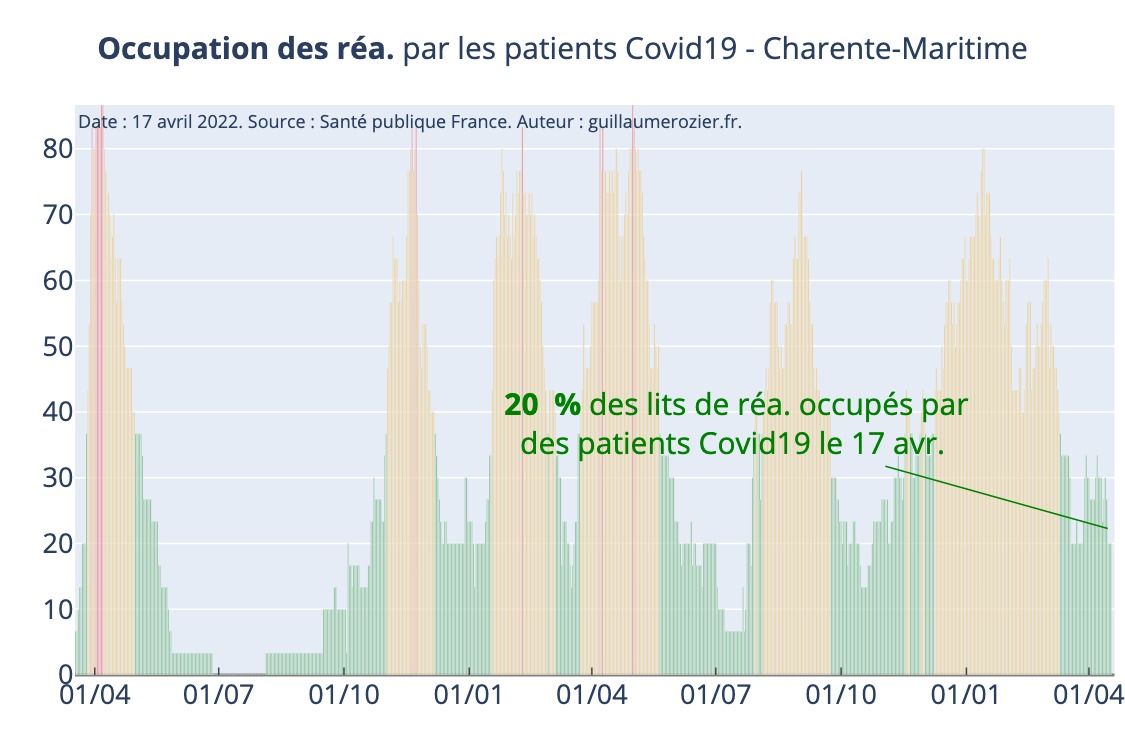 Occupation des réa. par les patients Covid19 - Charente-Maritime
Date : 17 avril 2022. Source : Santé publique France. Auteur : guillaumerozier.fr.
80
70
60
50
40
30
20
10
0
20 % des lits de réa. occupés par
des patients Covid19 le 17 avr.
01/04 01/07 01/10 01/01 01/04 01/07 01/10 01/01 01/04